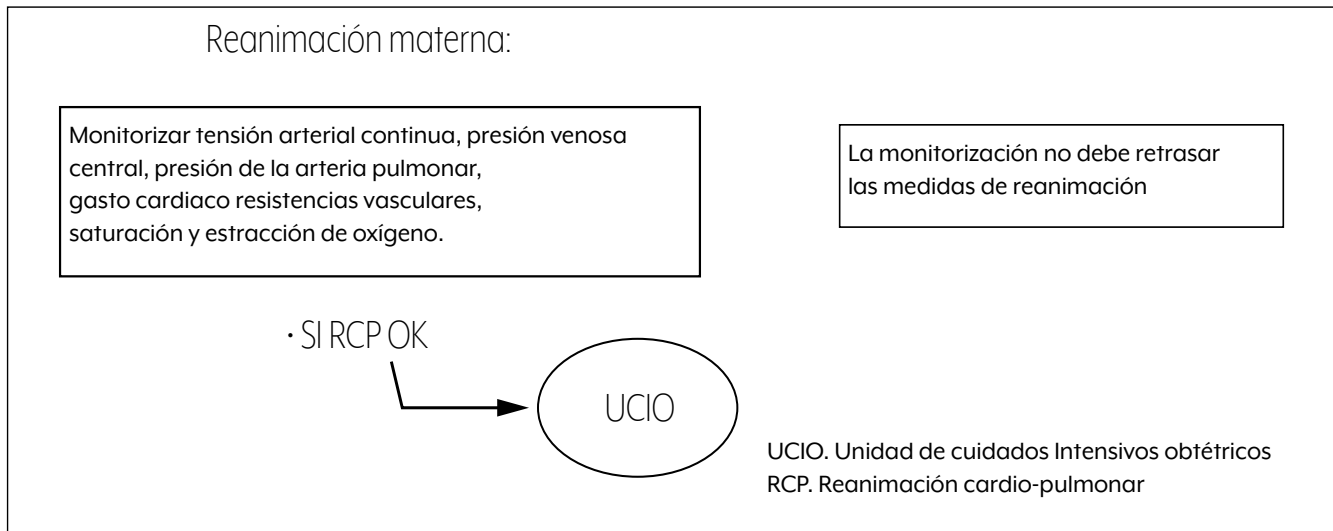 Reanimación materna:
Monitorizar tensión arterial continua, presión venosa
central, presión de la arteria pulmonar,
gasto cardiaco resistencias vasculares,
saturación y estracción de oxígeno.
La monitorización no debe retrasar
las medidas de reanimación
· SI RCP OK
UCIO
UCIO. Unidad de cuidados Intensivos obtétricos
RCP. Reanimación cardio-pulmonar